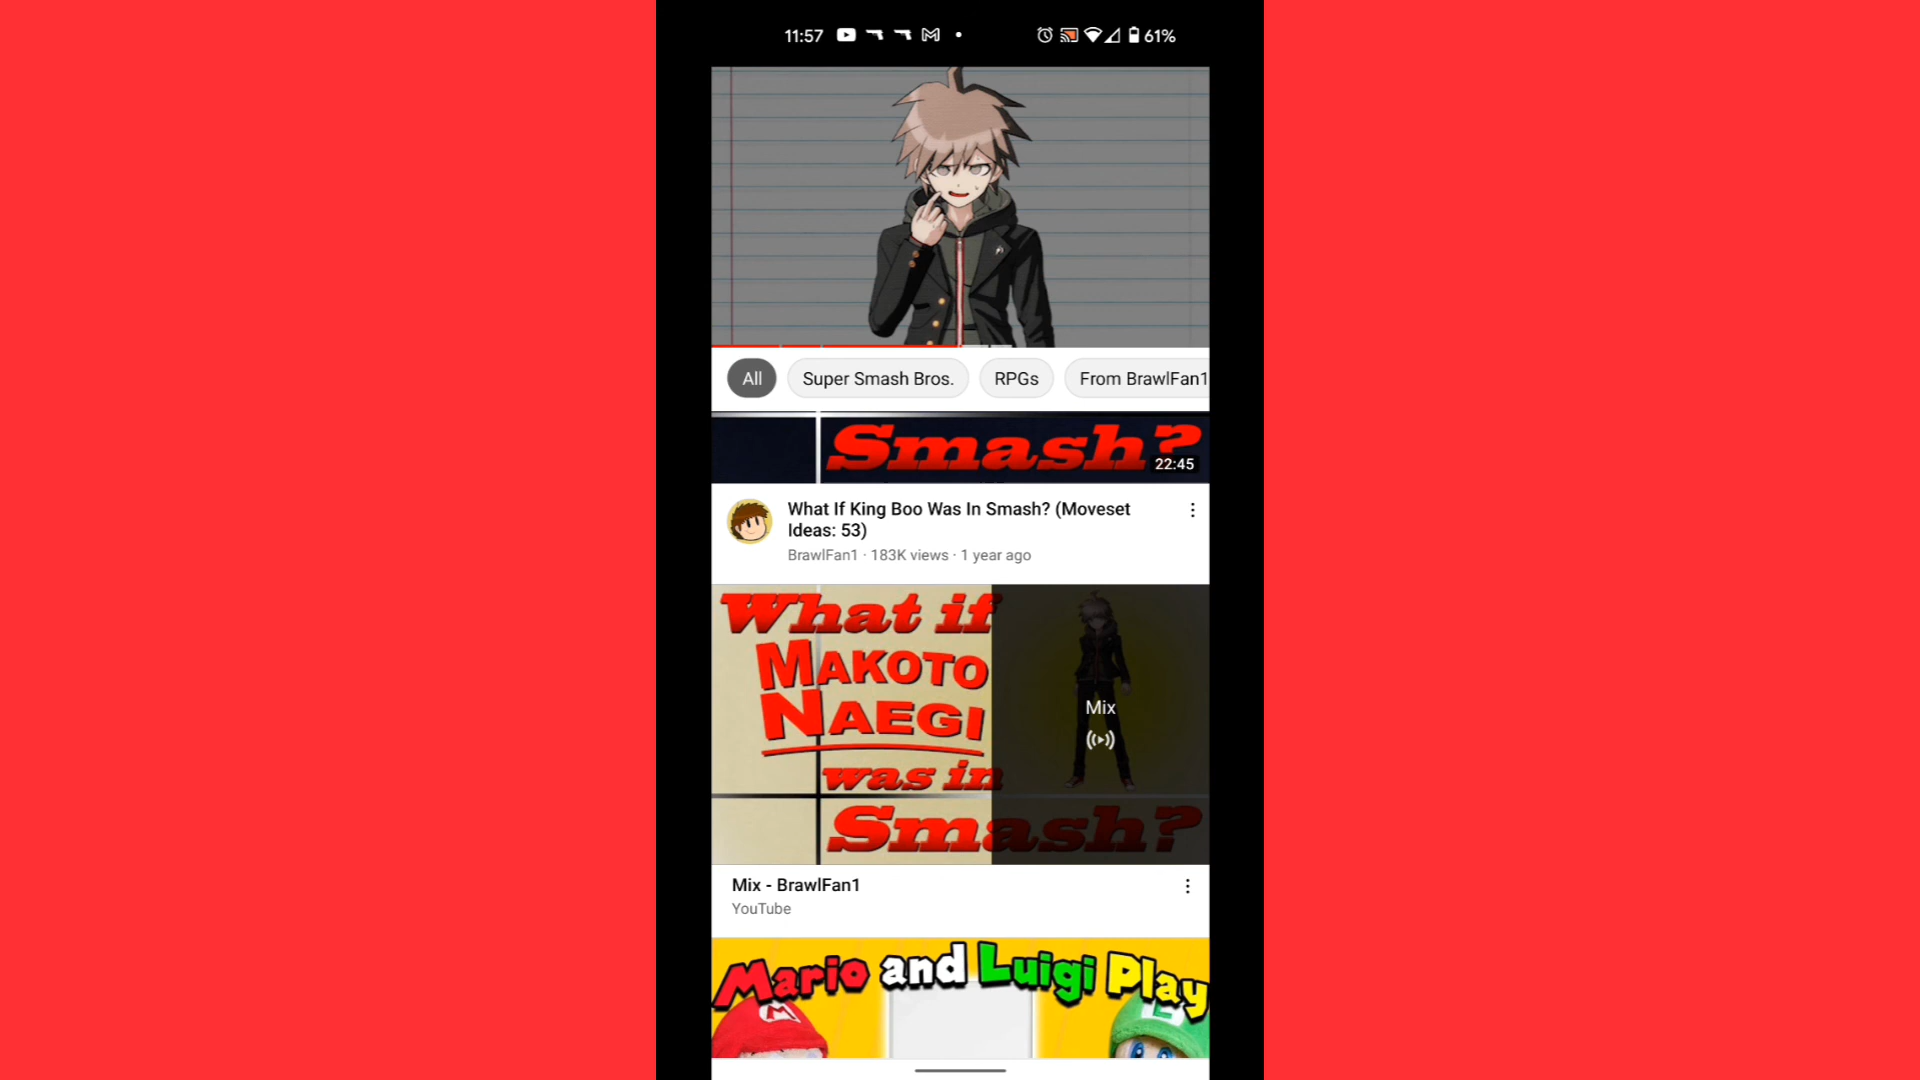 11:57
61%
All
Super Smash Bros.
RPGs
From BrawlFan1
Smash?
22:45
What If King Boo Was In Smash? (Moveset
Ideas: 53)
BrawlFan1 · 183K views · 1 year ago
What if
MAKOTO
NAEGI
was in
Smash?
Mix
Mix - BrawlFan1
YouTube
Mario and Luigi Play
M
L